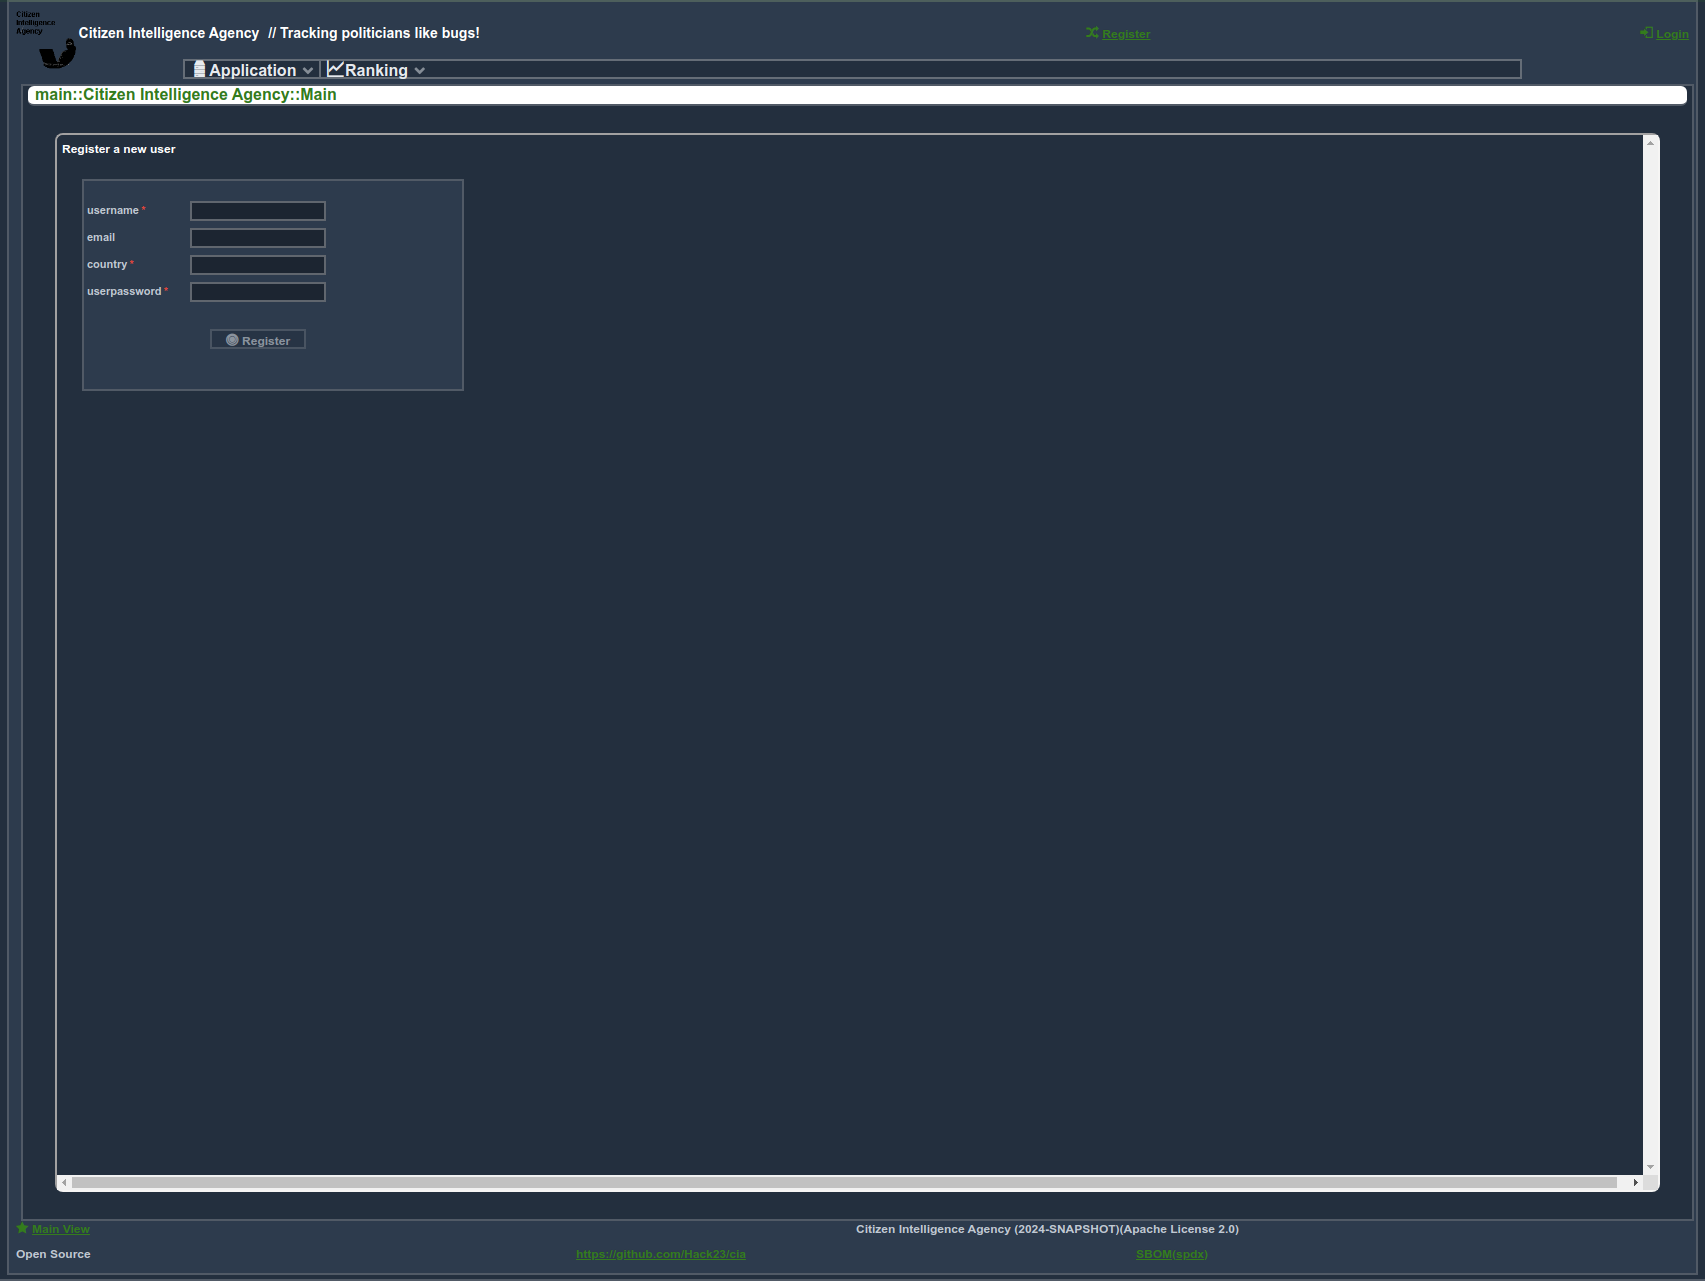 Citizen
Intelligence
Agency
Citizen Intelligence Agency // Tracking politicians like bugs!
Register
Login
Application
Ranking
main::Citizen Intelligence Agency::Main
Register a new user
username *
email
country *
userpassword *
Register
Main View
Citizen Intelligence Agency (2024-SNAPSHOT)(Apache License 2.0)
Open Source
https://github.com/Hack23/cia
SBOM(spdx)